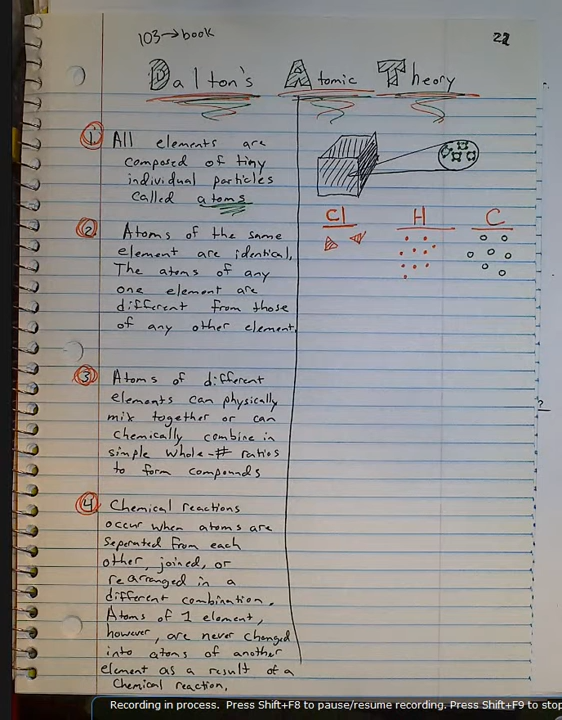 103→book
22
Dalton's Atomic Theory
1. All elements are
composed of tiny
individual particles
called atoms
Cl H C
2 Atoms of the same
element are identical.
The atoms of any
one element are
different from those
of any other element.
3 Atoms of different
elements can physically
mix together or can
chemically combine in
simple whole-# ratios
to form compounds
4 Chemical reactions
occur when atoms are
seperated from each
other, joined, or
rearranged in a
different combination.
Atoms of 1 element,
however, are never changed
into atoms of another
element as a result of a
Chemical reaction.
Recording in process. Press Shift+F8 to pause/resume recording. Press Shift+F9 to stop